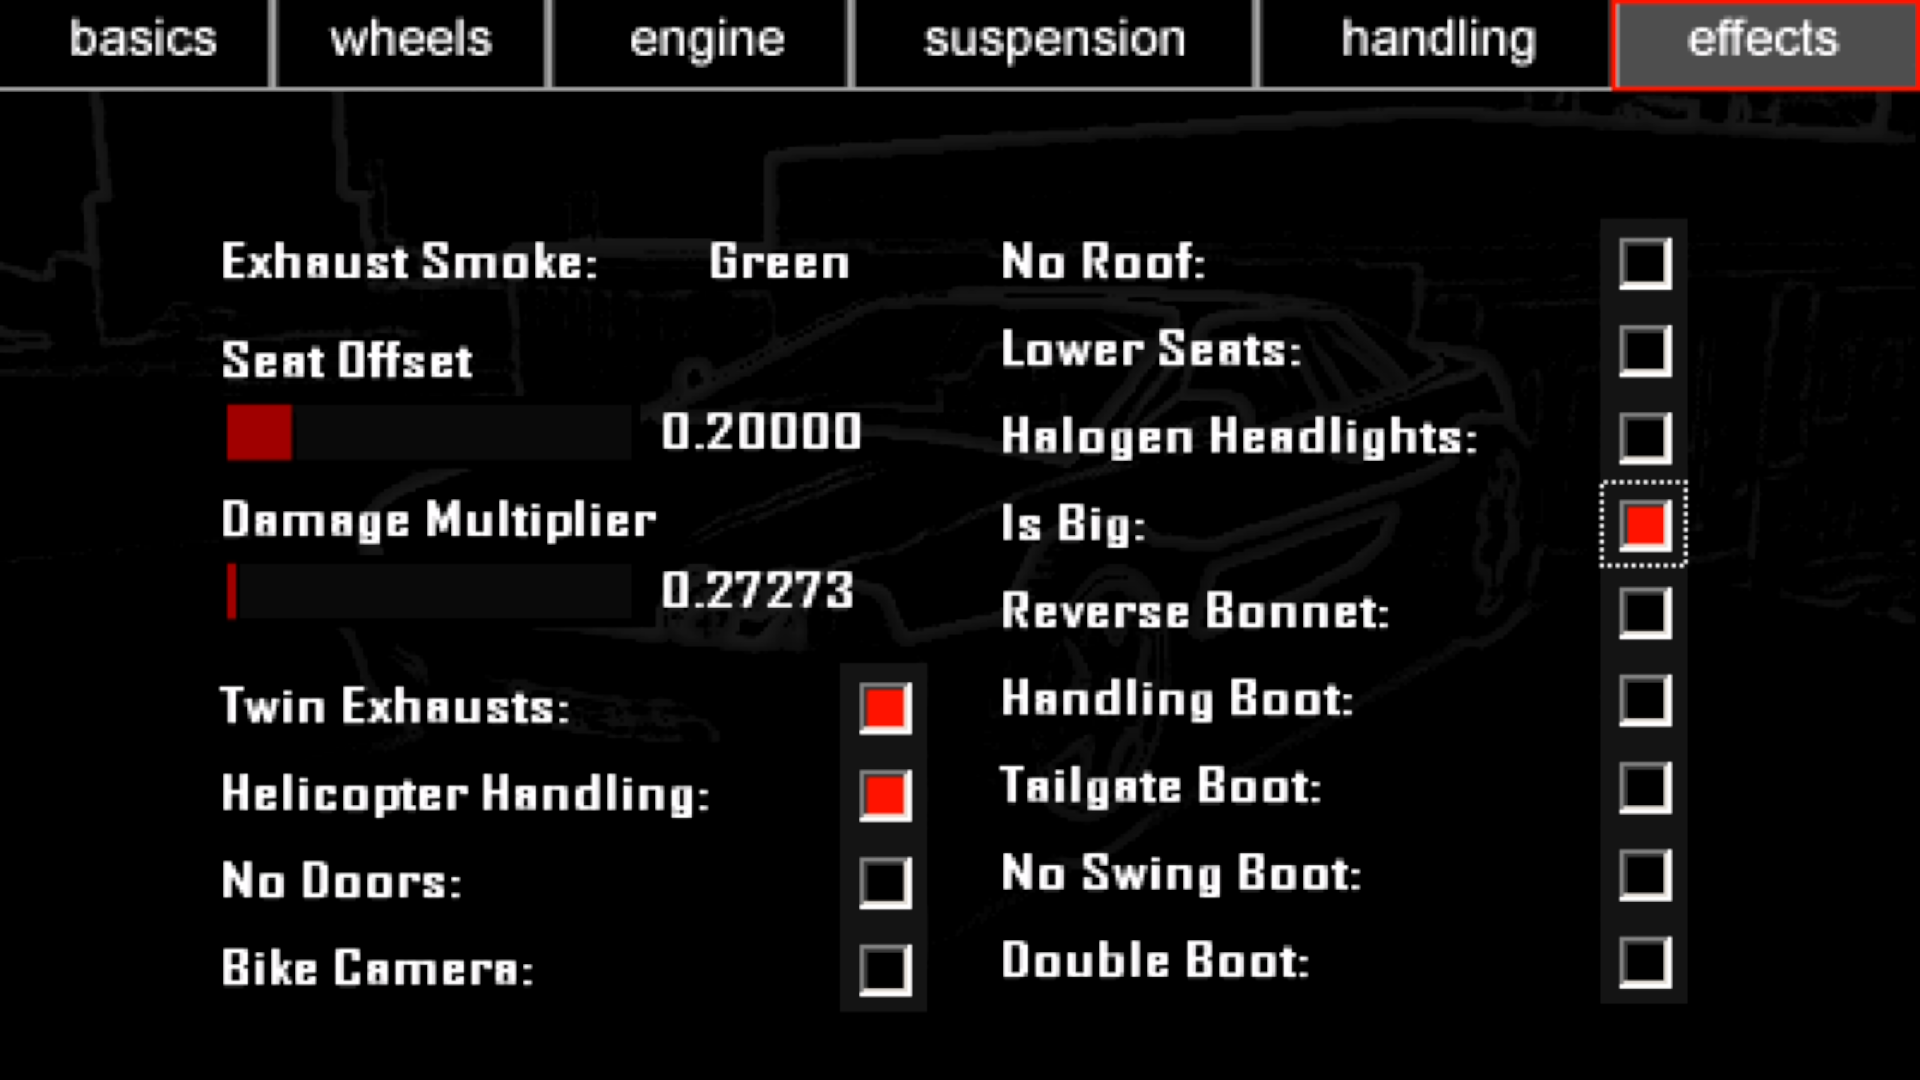 basics wheels engine suspension handling effects
Exhaust Smoke: Green
Seat Offset
0.20000
Damage Multiplier
0.27273
Twin Exhausts:
Helicopter Handling:
No Doors:
Bike Camera:
No Roof:
Lower Seats:
Halogen Headlights:
Is Big:
Reverse Bonnet:
Handling Boot:
Tailgate Boot:
No Swing Boot:
Double Boot: